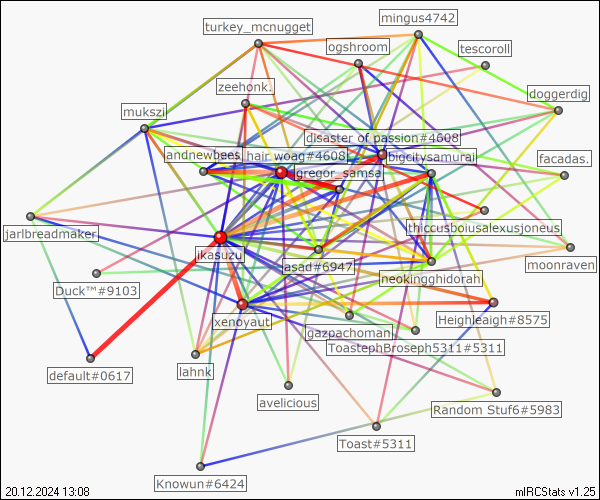 mingus4742
turkey_mcnugget
ogshroom
tescoroll
zeehonk.
doggerdig
mukszi
disaster of passion#4608
andnewbees
hair woag#4608
bigcitysamurai
facadas.
gregor_samsa
thiccusboiusalexusjoneus
jarlbreadmaker
ikasuzu
asad#6947
moonraven
neokingghidorah
Duck™#9103
xenoyaut
gazpachoman.
Heighleaigh#8575
ToastephBroseph5311#5311
default#0617
lahnk
avelicious
Random Stuf6#5983
Toast#5311
Knowun#6424
20.12.2024 13:08
mIRCStats v1.25